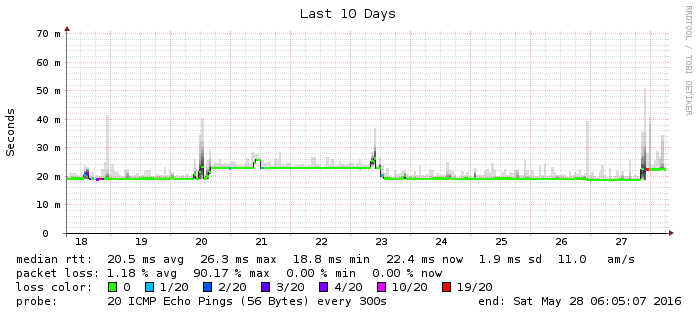 Last 10 Days
RRDTOOL / TOBI OETIKER
Seconds
70 m
60 m
50 m
40 m
30 m
20 m
10 m
0
18 19 20 21 22 23 24 25 26 27
median rtt: 20.5 ms avg 26.3 ms max 18.8 ms min 22.4 ms now 1.9 ms sd 11.0 am/s
packet loss: 1.18 % avg 90.17 % max 0.00 % min 0.00 % now
loss color: 0 1/20 2/20 3/20 4/20 10/20 19/20
probe: 20 ICMP Echo Pings (56 Bytes) every 300s end: Sat May 28 06:05:07 2016